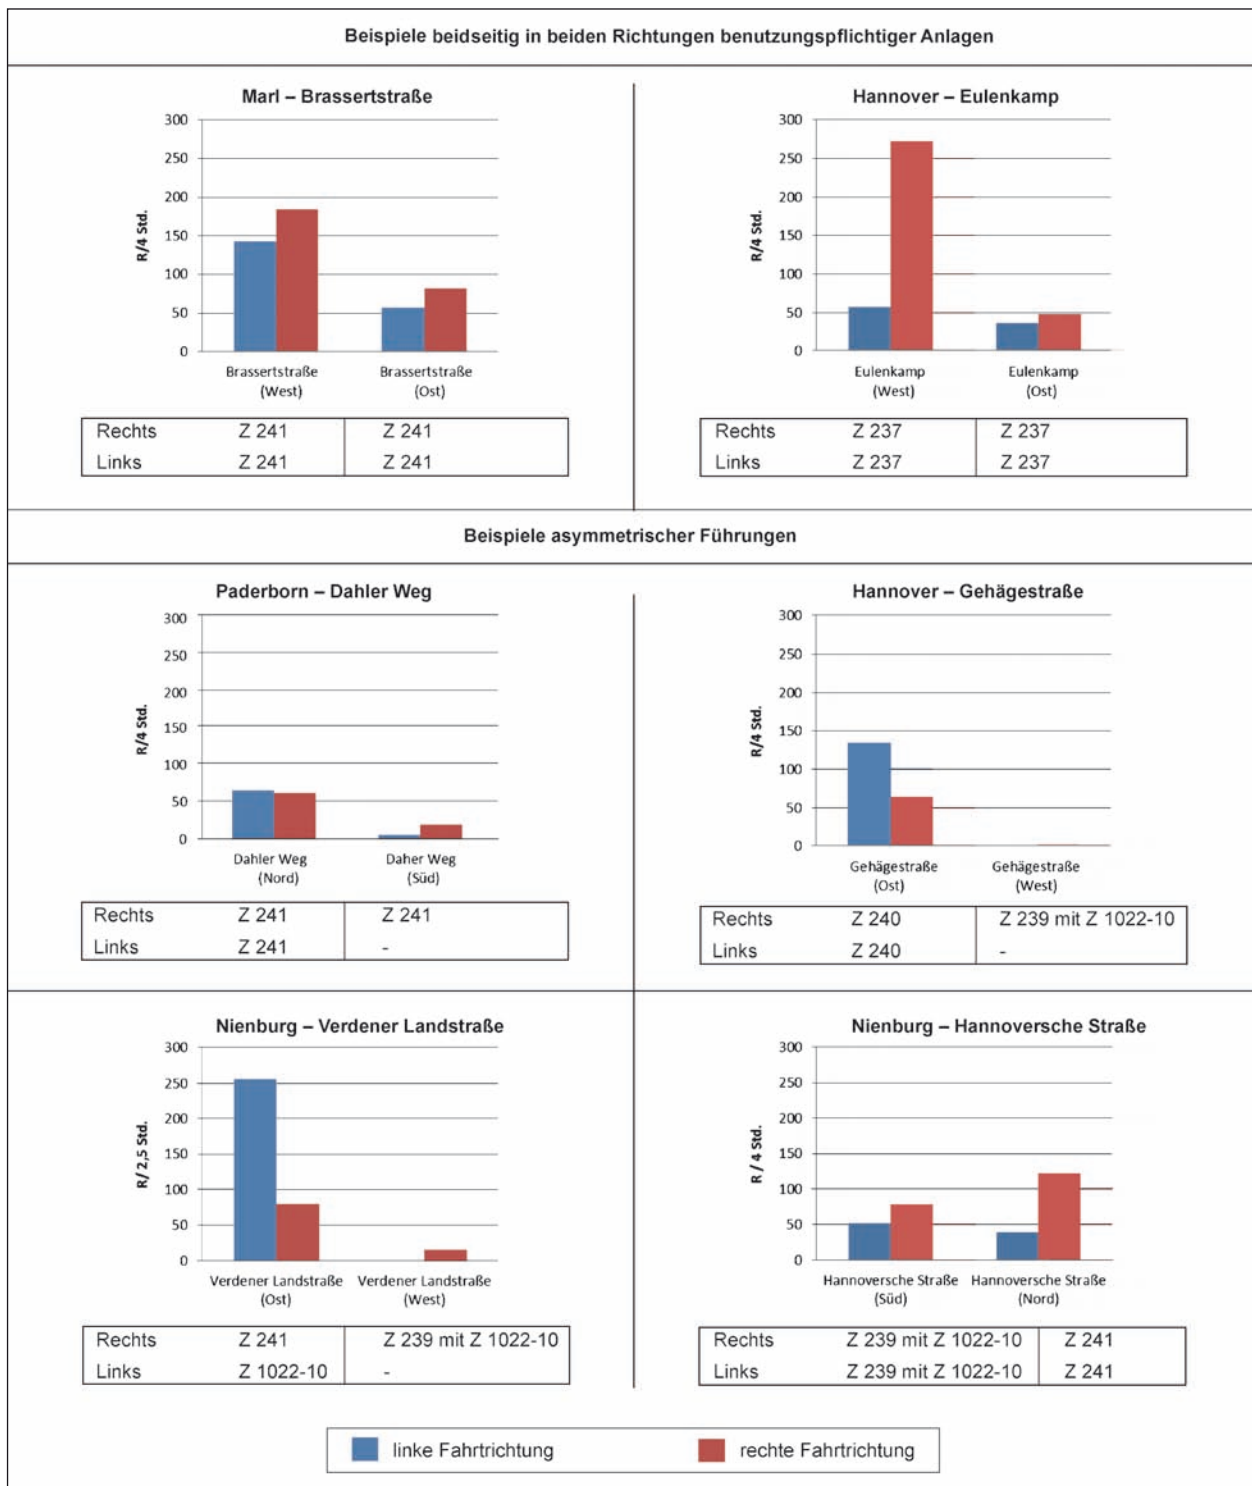 Beispiele beidseitig in beiden Richtungen benutzungspflichtiger Anlagen
Marl – Brassertstraße
300
250
200
150
100
50
0
R/4 Std.
Brassertstraße Brassertstraße
(West) (Ost)
Rechts Z 241 Z 241
Links Z 241 Z 241
Hannover – Eulenkamp
300
250
200
150
100
50
0
R/4 Std.
Eulenkamp Eulenkamp
(West) (Ost)
Rechts Z 237 Z 237
Links Z 237 Z 237
Beispiele asymmetrischer Führungen
Paderborn – Dahler Weg
300
250
200
150
100
50
0
R/4 Std.
Dahler Weg Daher Weg
(Nord) (Süd)
Rechts Z 241 Z 241
Links Z 241 -
Hannover – Gehägestraße
300
250
200
150
100
50
0
R/4 Std.
Gehägestraße Gehägestraße
(Ost) (West)
Rechts Z 240 Z 239 mit Z 1022-10
Links Z 240 -
Nienburg – Verdener Landstraße
300
250
200
150
100
50
0
R/ 2,5 Std.
Verdener Landstraße Verdener Landstraße
(Ost) (West)
Rechts Z 241 Z 239 mit Z 1022-10
Links Z 1022-10 -
Nienburg – Hannoversche Straße
300
250
200
150
100
50
0
R / 4 Std.
Hannoversche Straße Hannoversche Straße
(Süd) (Nord)
Rechts Z 239 mit Z 1022-10 Z 241
Links Z 239 mit Z 1022-10 Z 241
linke Fahrtrichtung rechte Fahrtrichtung